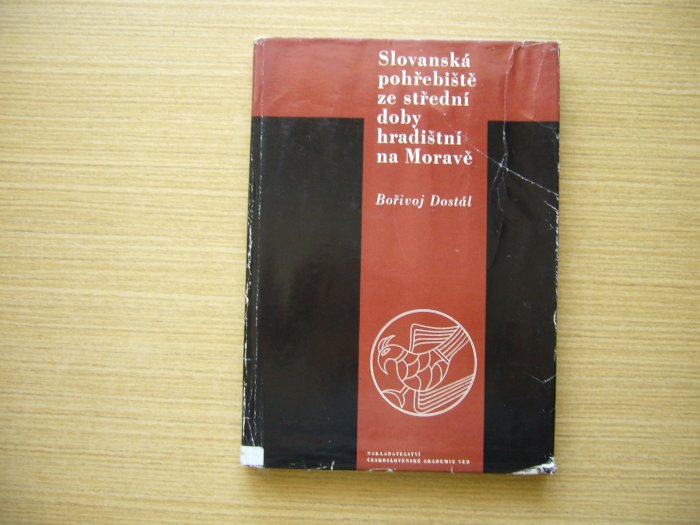 Slovanská
pohřebiště
ze střední
doby
hradištní
na Moravě
Bořivoj Dostál
NAKLADATELSTVÍ
ČESKOSLOVENSKÉ AKADEMIE VĚD